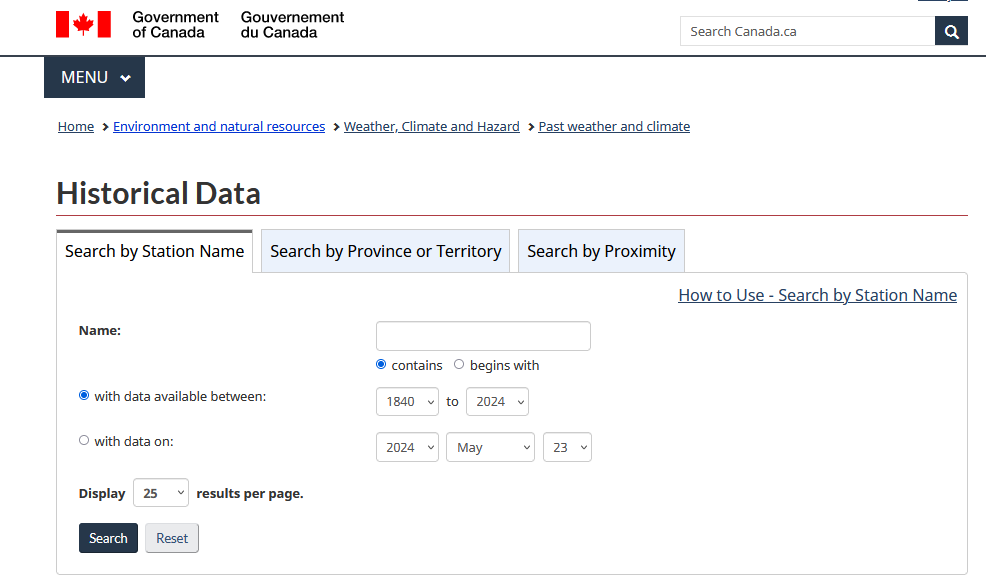 Government of Canada
Gouvernement du Canada
Search Canada.ca
MENU
Home > Environment and natural resources > Weather, Climate and Hazard > Past weather and climate
Historical Data
Search by Station Name Search by Province or Territory Search by Proximity
How to Use - Search by Station Name
Name:
contains begins with
with data available between: 1840 to 2024
with data on: 2024 May 23
Display 25 results per page.
Search Reset